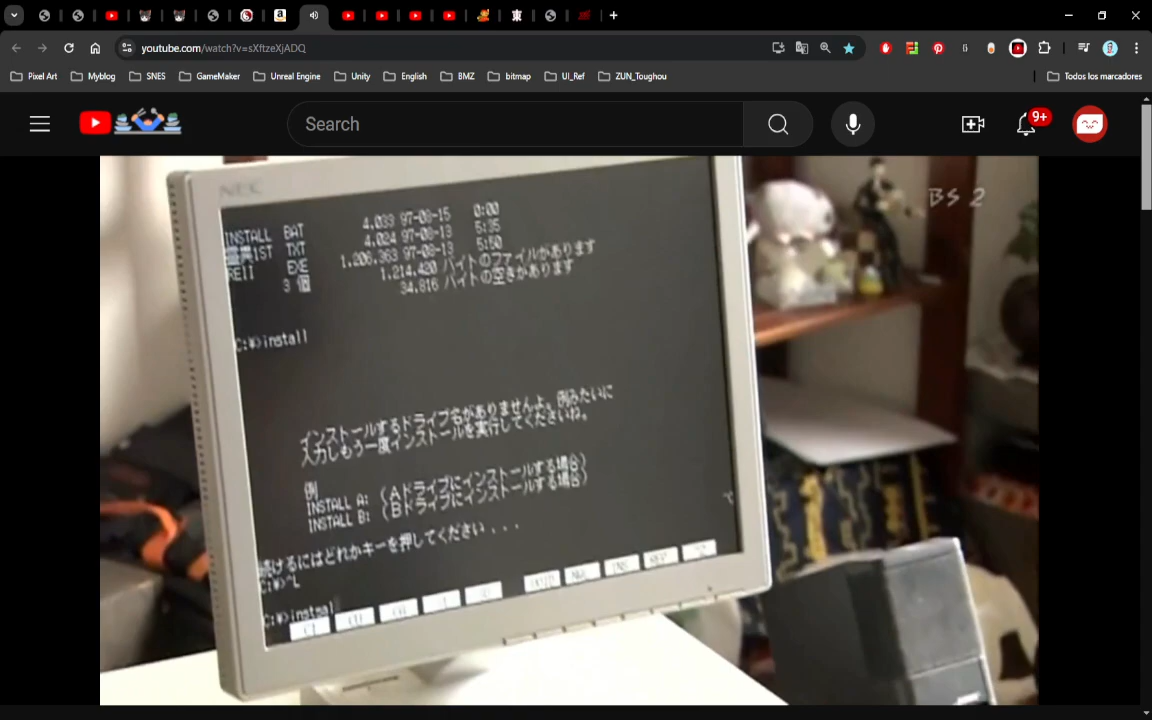 youtube.com/watch?v=sXftzeXjADQ
Pixel Art
Myblog
SNES
GameMaker
Unreal Engine
Unity
English
BMZ
bitmap
UI_Ref
ZUN_Touhou
Todos los marcadores
Search
9+
NEC
BS 2
INSTALL BAT 4.039 97-08-15 0:00
1ST TXT 4.024 97-08-13 5:35
REII EXE 1.206.363 97-08-13 5:50
3 個 1.214.420 バイトのファイルがあります
34.816 バイトの空きがあります
C:¥>install
インストールするドライブ名がありませんよ。例みたいに
入力しもう一度インストールを実行してくださいね。
例
INSTALL A: (Aドライブにインストールする場合)
INSTALL B: (Bドライブにインストールする場合)
続けるにはどれかキーを押してください . . .
C:¥>^L
C:¥>instsal